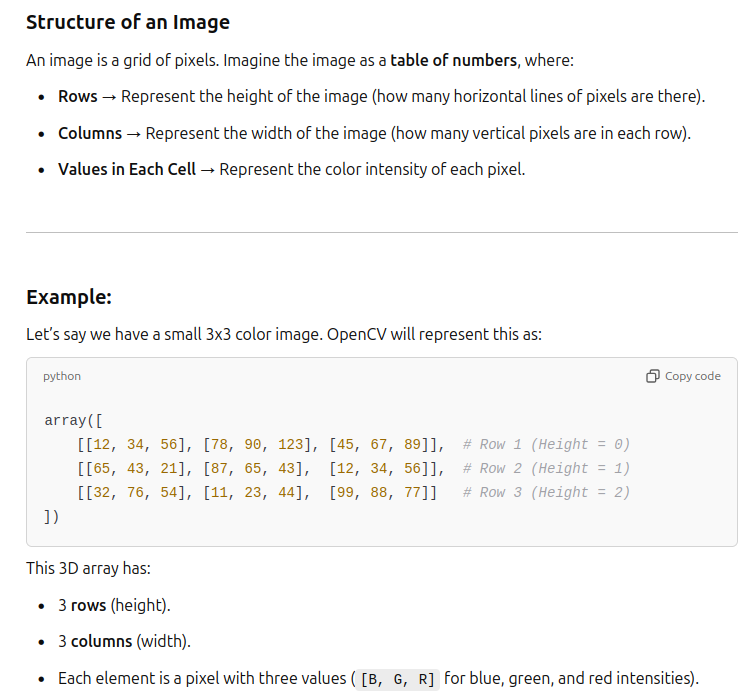 Structure of an Image
An image is a grid of pixels. Imagine the image as a table of numbers, where:
• Rows → Represent the height of the image (how many horizontal lines of pixels are there).
• Columns → Represent the width of the image (how many vertical pixels are in each row).
• Values in Each Cell → Represent the color intensity of each pixel.
Example:
Let’s say we have a small 3x3 color image. OpenCV will represent this as:
python
Copy code
array([
    [[12, 34, 56], [78, 90, 123], [45, 67, 89]],  # Row 1 (Height = 0)
    [[65, 43, 21], [87, 65, 43],  [12, 34, 56]],  # Row 2 (Height = 1)
    [[32, 76, 54], [11, 23, 44],  [99, 88, 77]]   # Row 3 (Height = 2)
])
This 3D array has:
• 3 rows (height).
• 3 columns (width).
• Each element is a pixel with three values ( [B, G, R] for blue, green, and red intensities).